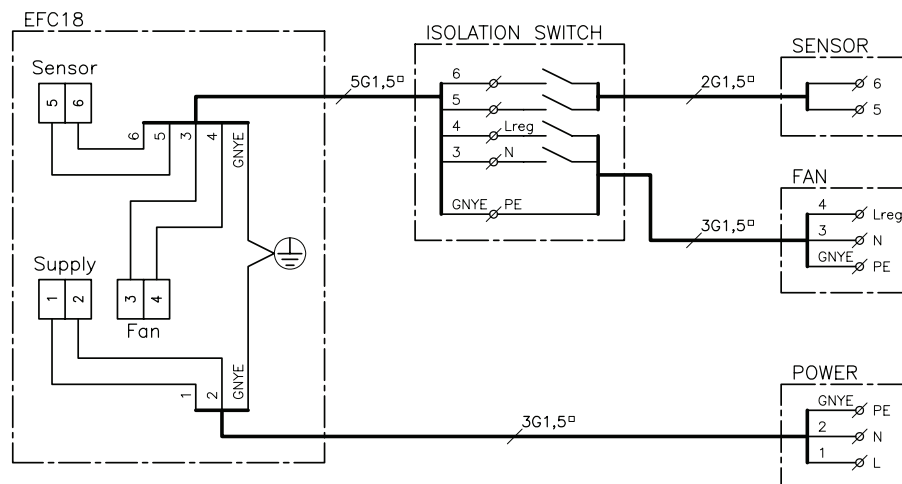 EFC18
Sensor
5 6
6 5 3 4 GNYE
Supply
1 2
3 4
Fan
1 2 GNYE
5G1,5□
ISOLATION SWITCH
6
5
4 Lreg
3 N
GNYE PE
2G1,5□
SENSOR
6
5
3G1,5□
FAN
4 Lreg
3 N
GNYE PE
3G1,5□
POWER
GNYE PE
2 N
1 L